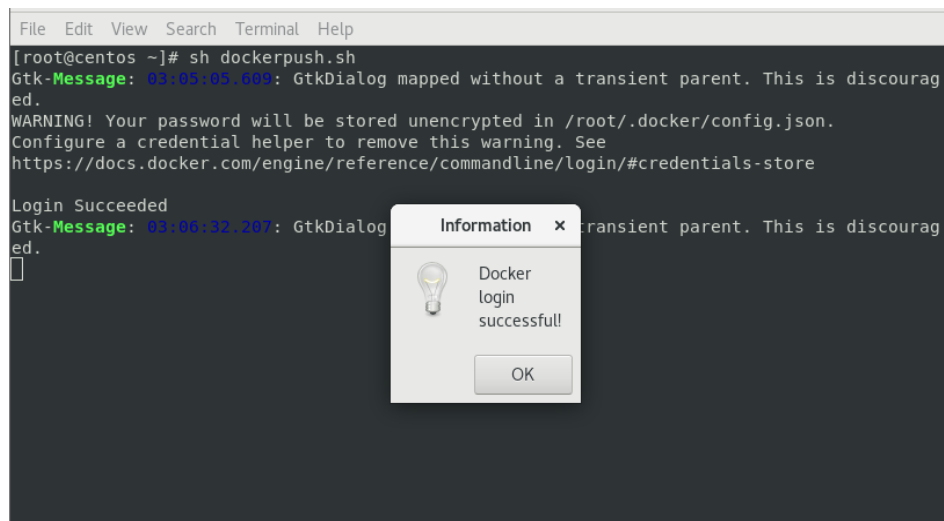 File Edit View Search Terminal Help
[root@centos ~]# sh dockerpush.sh
Gtk-Message: 03:05:05.609: GtkDialog mapped without a transient parent. This is discourag
ed.
WARNING! Your password will be stored unencrypted in /root/.docker/config.json.
Configure a credential helper to remove this warning. See
https://docs.docker.com/engine/reference/commandline/login/#credentials-store
Login Succeeded
Gtk-Message: 03:06:32.207: GtkDialog transient parent. This is discourag
ed.
Information ×
Docker
login
successful!
OK